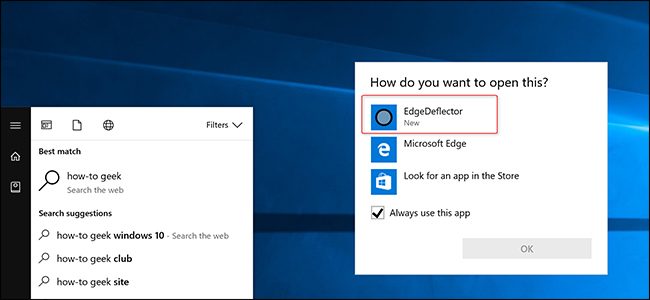 Filters
Best match
how-to geek
Search the web
Search suggestions
how-to geek windows 10 - Search the web
how-to geek club
how-to geek site
How do you want to open this?
EdgeDeflector
New
Microsoft Edge
Look for an app in the Store
Always use this app
OK